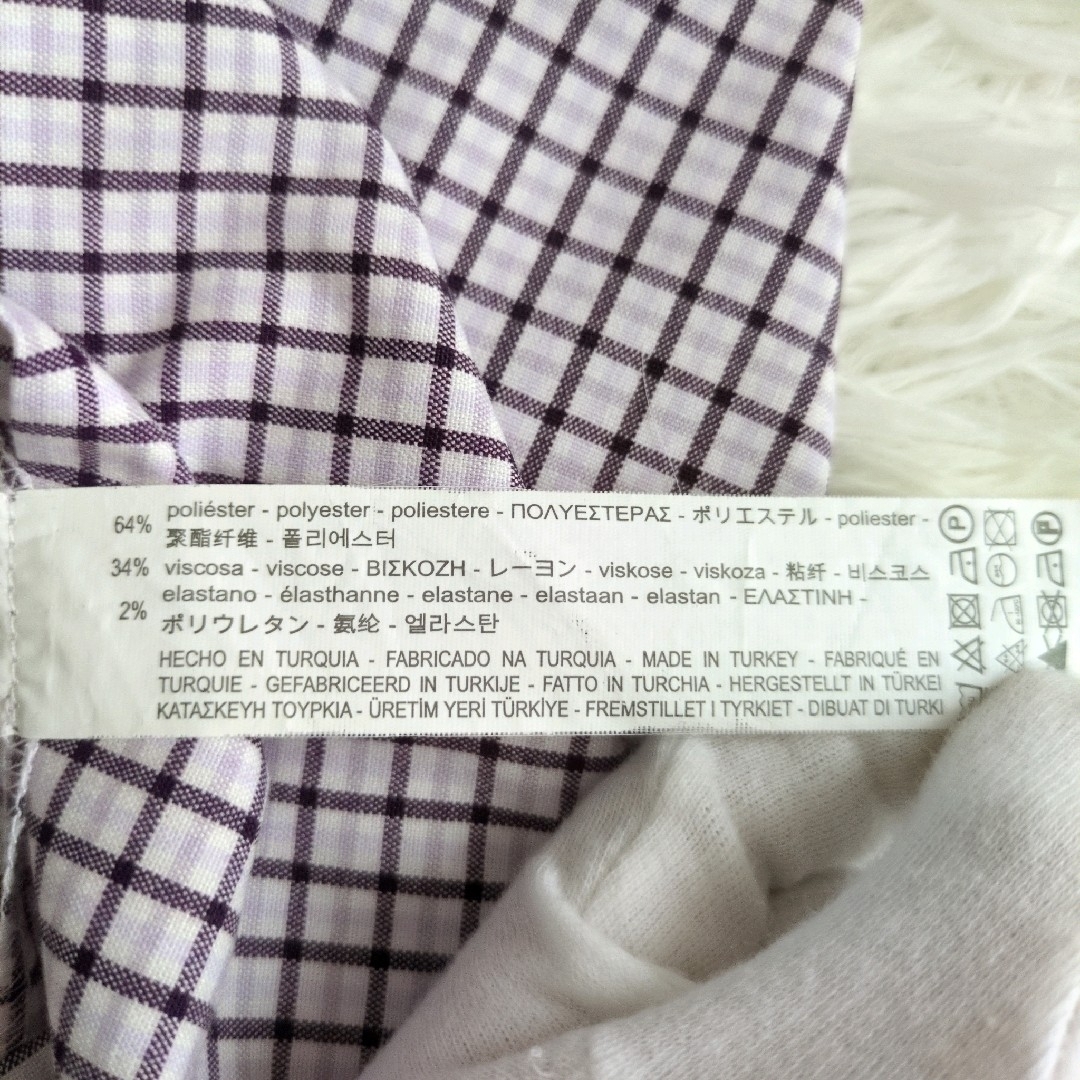 64% poliéster - polyester - poliestere - ΠΟΛΥΕΣΤΕΡΑΣ - ポリエステル - poliester -
聚酯纤维 - 폴리에스터
34% viscosa - viscose - ΒΙΣΚΟΖΗ - レーヨン - viskose - viskoza - 粘纤 - 비스코스
2% elastano - élasthanne - elastane - elastaan - elastan - ΕΛΑΣΤΙΝΗ -
ポリウレタン - 氨纶 - 엘라스탄
HECHO EN TURQUIA - FABRICADO NA TURQUIA - MADE IN TURKEY - FABRIQUÉ EN
TURQUIE - GEFABRICEERD IN TURKIJE - FATTO IN TURCHIA - HERGESTELLT IN TÜRKEI
ΚΑΤΑΣΚΕΥΗ ΤΟΥΡΚΙΑ - ÜRETİM YERİ TÜRKİYE - FREMSTILLET I TYRKIET - DIBUAT DI TURKI
P
P